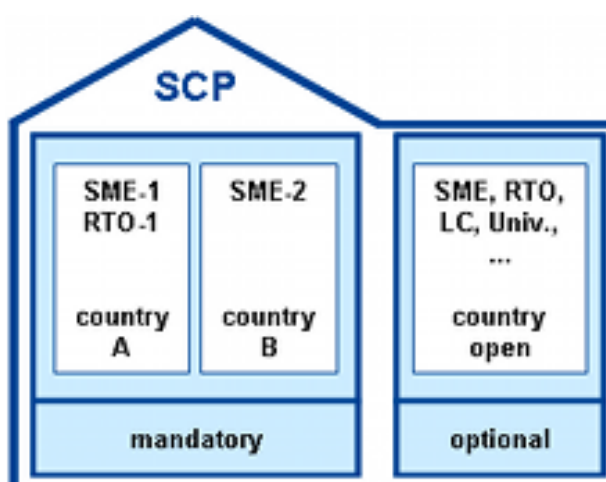 SCP
SME-1
RTO-1
country
A
SME-2
country
B
mandatory
SME, RTO,
LC, Univ.,
...
country
open
optional